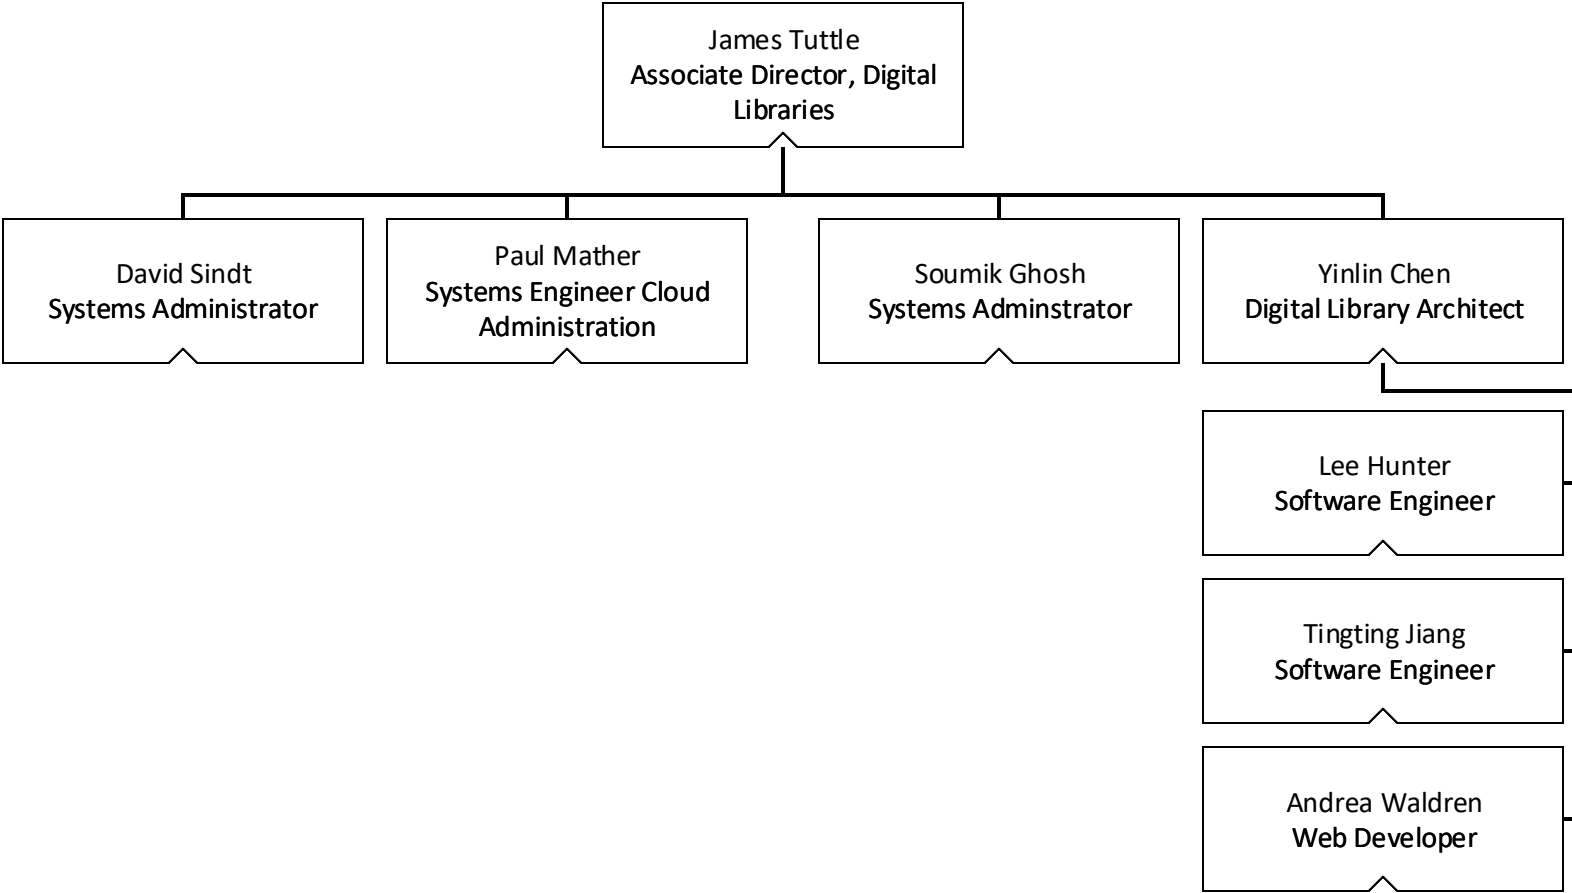 James Tuttle
Associate Director, Digital
Libraries
David Sindt
Systems Administrator
Paul Mather
Systems Engineer Cloud
Administration
Soumik Ghosh
Systems Adminstrator
Yinlin Chen
Digital Library Architect
Lee Hunter
Software Engineer
Tingting Jiang
Software Engineer
Andrea Waldren
Web Developer